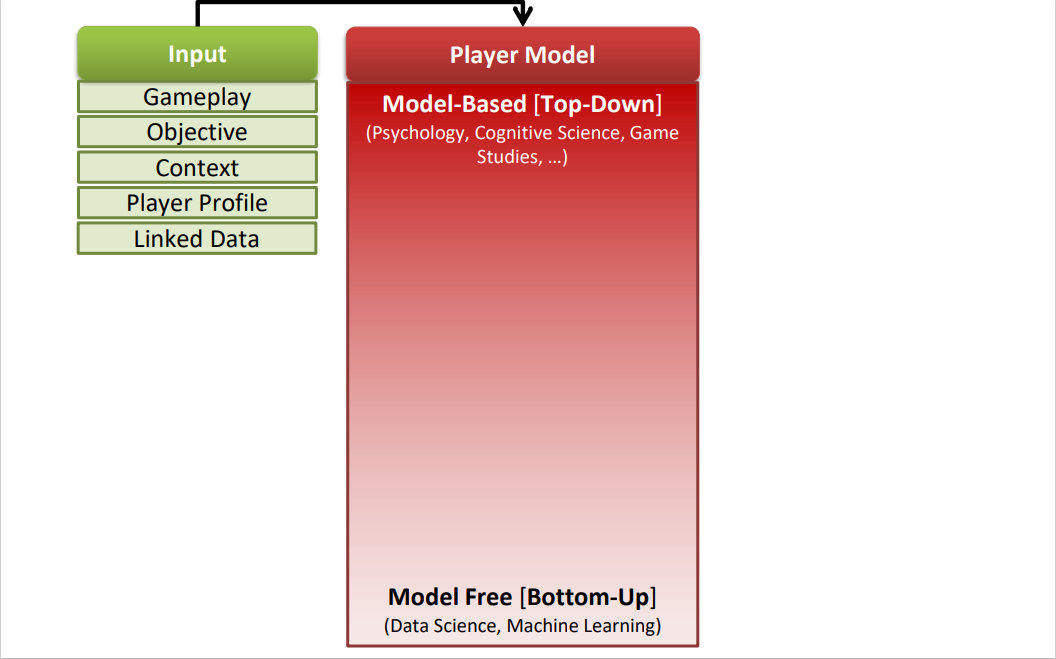 Input
Gameplay
Objective
Context
Player Profile
Linked Data
Player Model
Model-Based [Top-Down]
(Psychology, Cognitive Science, Game
Studies, …)
Model Free [Bottom-Up]
(Data Science, Machine Learning)